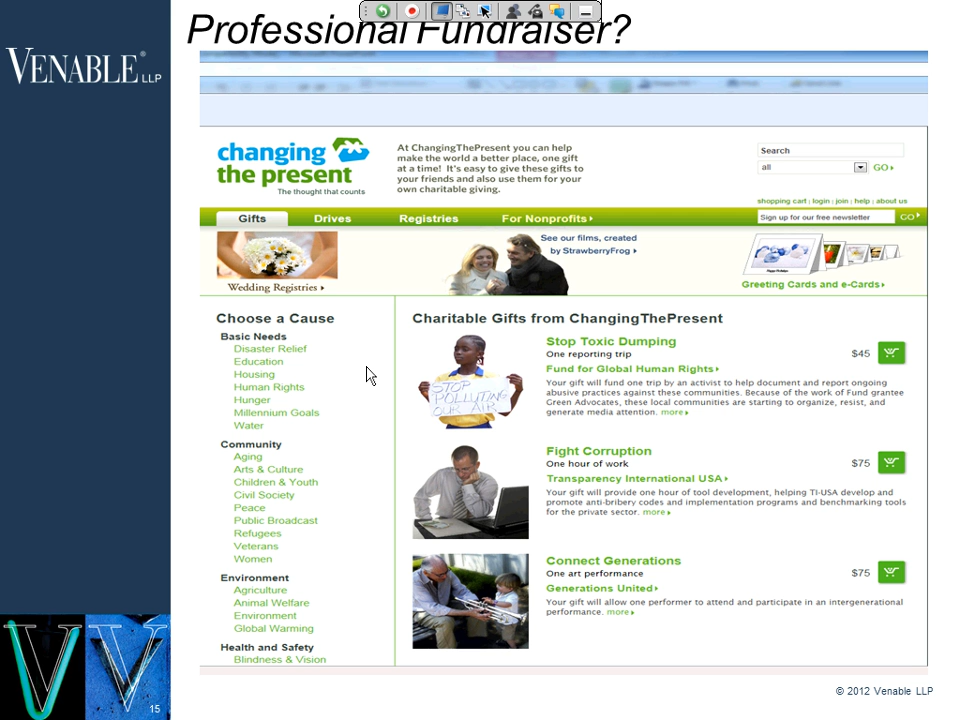 Professional Fundraiser?
VENABLE® LLP
changing
the present
The thought that counts
At ChangingThePresent you can help
make the world a better place, one gift
at a time! It's easy to give these gifts to
your friends and also use them for your
own charitable giving.
Search
all GO
shopping cart | login | join | help | about us
Gifts Drives Registries For Nonprofits
Sign up for our free newsletter GO
See our films, created
by StrawberryFrog
Wedding Registries
Greeting Cards and e-Cards
Choose a Cause
Basic Needs
Disaster Relief
Education
Housing
Human Rights
Hunger
Millennium Goals
Water
Community
Aging
Arts & Culture
Children & Youth
Civil Society
Peace
Public Broadcast
Refugees
Veterans
Women
Environment
Agriculture
Animal Welfare
Environment
Global Warming
Health and Safety
Blindness & Vision
Charitable Gifts from ChangingThePresent
STOP
POLLUTING
OUR AIR
Stop Toxic Dumping
One reporting trip
$45
Fund for Global Human Rights
Your gift will fund one trip by an activist to help document and report ongoing
abusive practices against these communities. Because of the work of Fund grantee
Green Advocates, these local communities are starting to organize, resist, and
generate media attention. more
Fight Corruption
One hour of work
$75
Transparency International USA
Your gift will provide one hour of tool development, helping TI-USA develop and
promote anti-bribery codes and implementation programs and benchmarking tools
for the private sector. more
Connect Generations
One art performance
$75
Generations United
Your gift will allow one performer to attend and participate in an intergenerational
performance. more
15
© 2012 Venable LLP